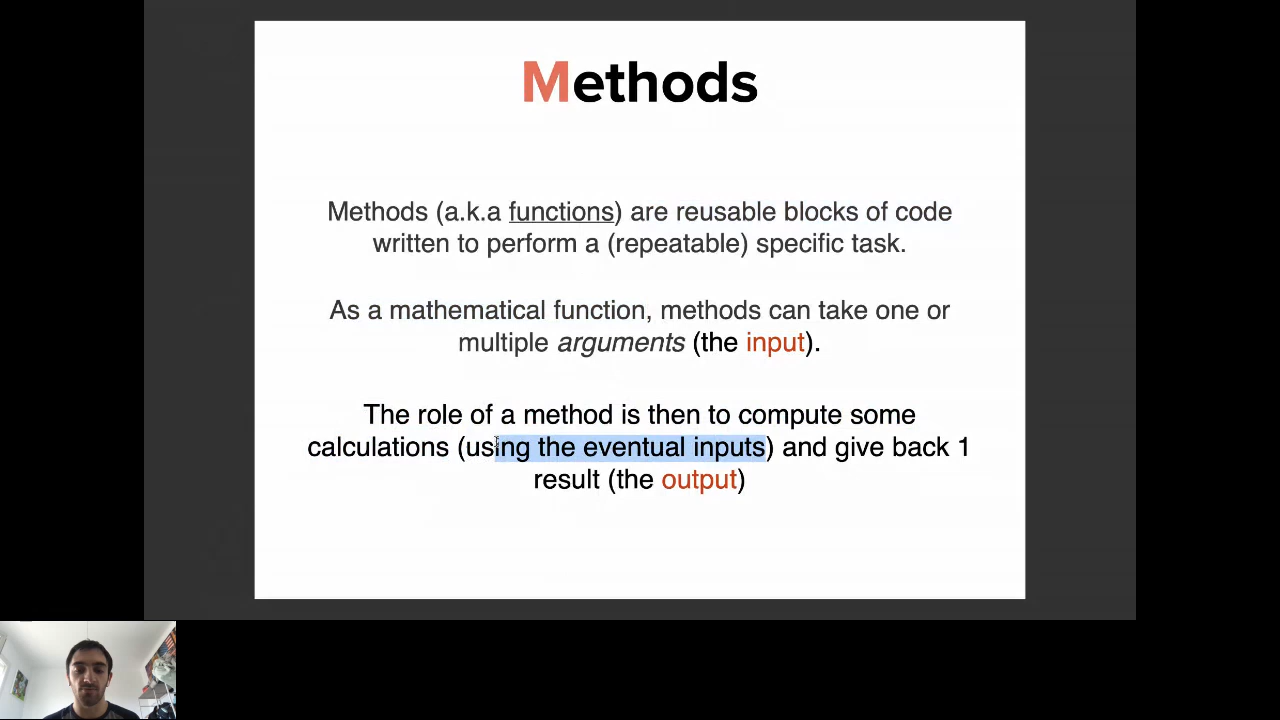 Methods
Methods (a.k.a functions) are reusable blocks of code
written to perform a (repeatable) specific task.
As a mathematical function, methods can take one or
multiple arguments (the input).
The role of a method is then to compute some
calculations (using the eventual inputs) and give back 1
result (the output)